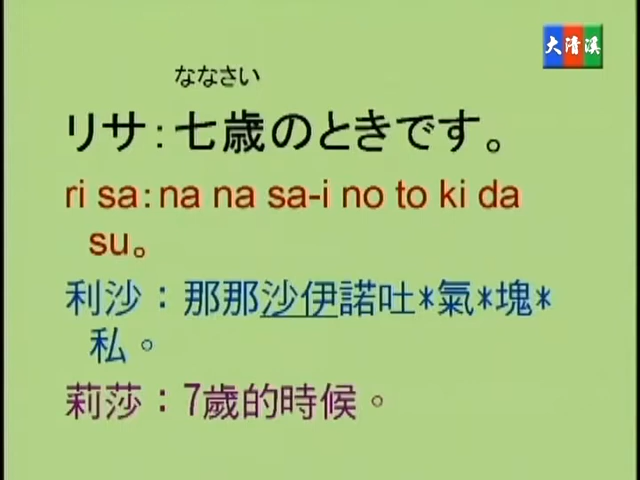 大清溪
ななさい
リサ：七歳のときです。
ri sa：na na sa-i no to ki da
su。
利沙：那那沙伊諾吐*氣*塊*
私。
莉莎：7歲的時候。